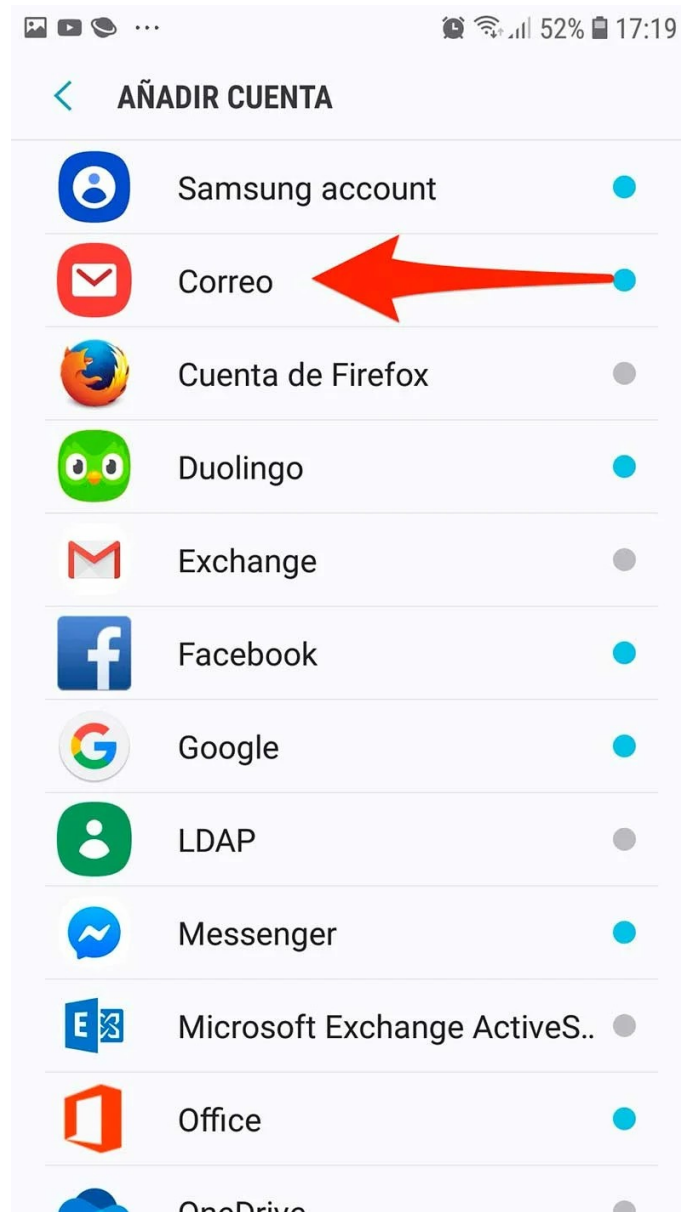 52% 17:19
AÑADIR CUENTA
Samsung account
Correo
Cuenta de Firefox
Duolingo
Exchange
Facebook
Google
LDAP
Messenger
Microsoft Exchange ActiveS..
Office
OneDrive